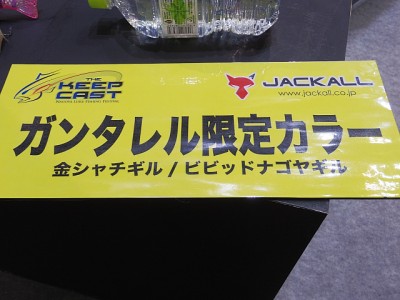 THE
KEEP
CAST
JACKALL
www.jackall.co.jp
ガンタレル限定カラー
金シャチギル / ビビッドナゴヤギル